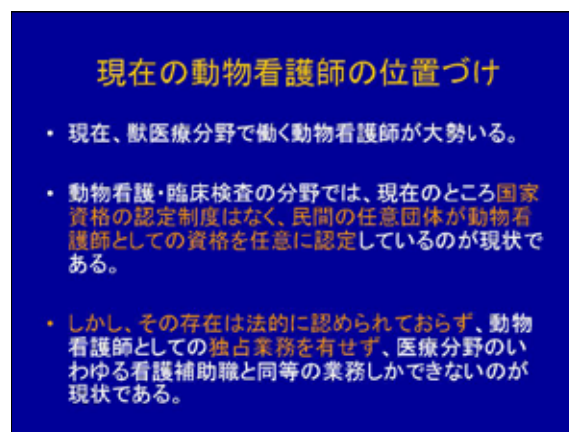 現在の動物看護師の位置づけ
・ 現在、獣医療分野で働く動物看護師が大勢いる。
・ 動物看護・臨床検査の分野では、現在のところ国家
資格の認定制度はなく、民間の任意団体が動物看
護師としての資格を任意に認定しているのが現状で
ある。
・ しかし、その存在は法的に認められておらず、動物
看護師としての独占業務を有せず、医療分野のい
わゆる看護補助職と同等の業務しかできないのが
現状である。